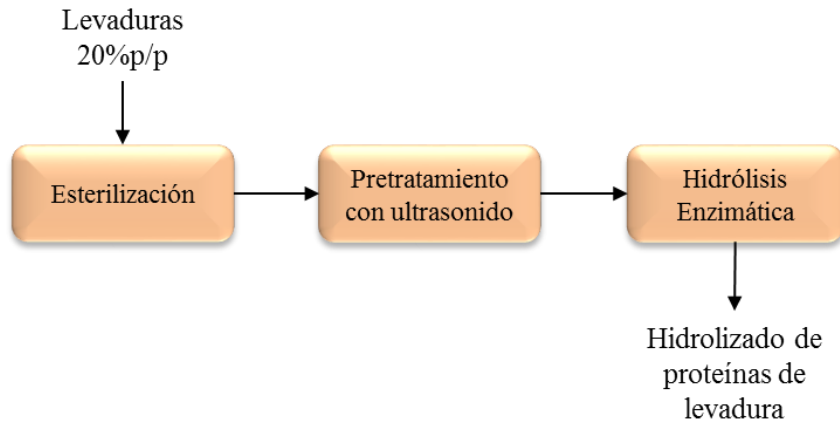 Levaduras
20%p/p
Esterilización
Pretratamiento
con ultrasonido
Hidrólisis
Enzimática
Hidrolizado de
proteínas de
levadura